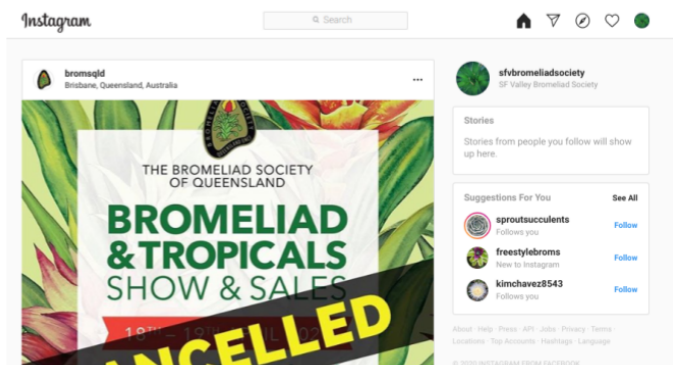 Instagram
Search
bromsqld
Brisbane, Queensland, Australia
THE BROMELIAD SOCIETY
OF QUEENSLAND
BROMELIAD
& TROPICALS
SHOW & SALES
18TH – 19TH
CANCELLED
sfvbromeliadsociety
SF Valley Bromeliad Society
Stories
Stories from people you follow will show
up here.
Suggestions For You See All
sproutsucculents
Follows you
Follow
freestylebroms
New to Instagram
Follow
kimchavez8543
Follows you
Follow
About · Help · Press · API · Jobs · Privacy · Terms ·
Locations · Top Accounts · Hashtags · Language
© 2020 INSTAGRAM FROM FACEBOOK